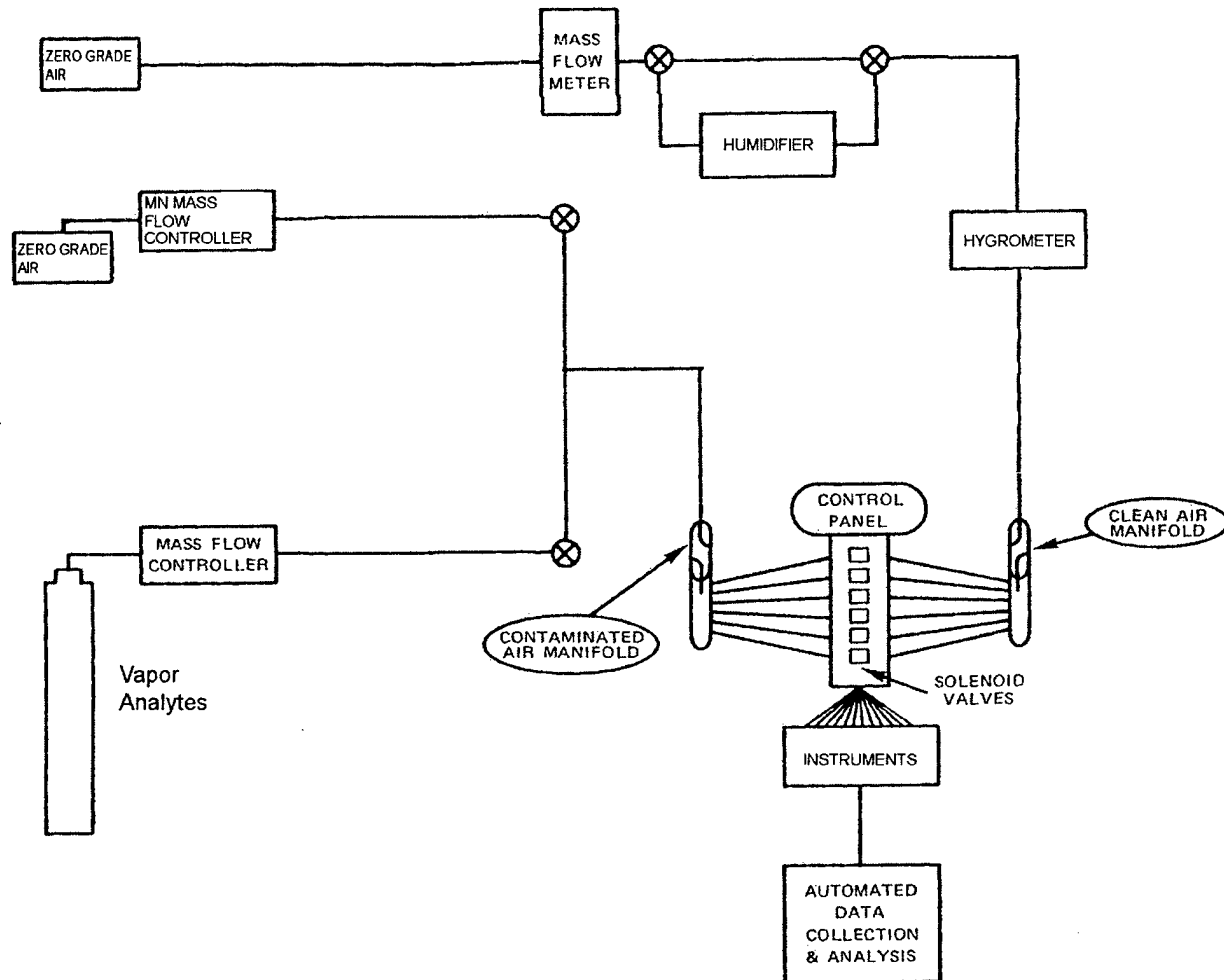 ZERO GRADE
AIR
MASS
FLOW
METER
HUMIDIFIER
MN MASS
FLOW
CONTROLLER
ZERO GRADE
AIR
HYGROMETER
MASS FLOW
CONTROLLER
Vapor
Analytes
CONTROL
PANEL
CLEAN AIR
MANIFOLD
CONTAMINATED
AIR MANIFOLD
SOLENOID
VALVES
INSTRUMENTS
AUTOMATED
DATA
COLLECTION
& ANALYSIS